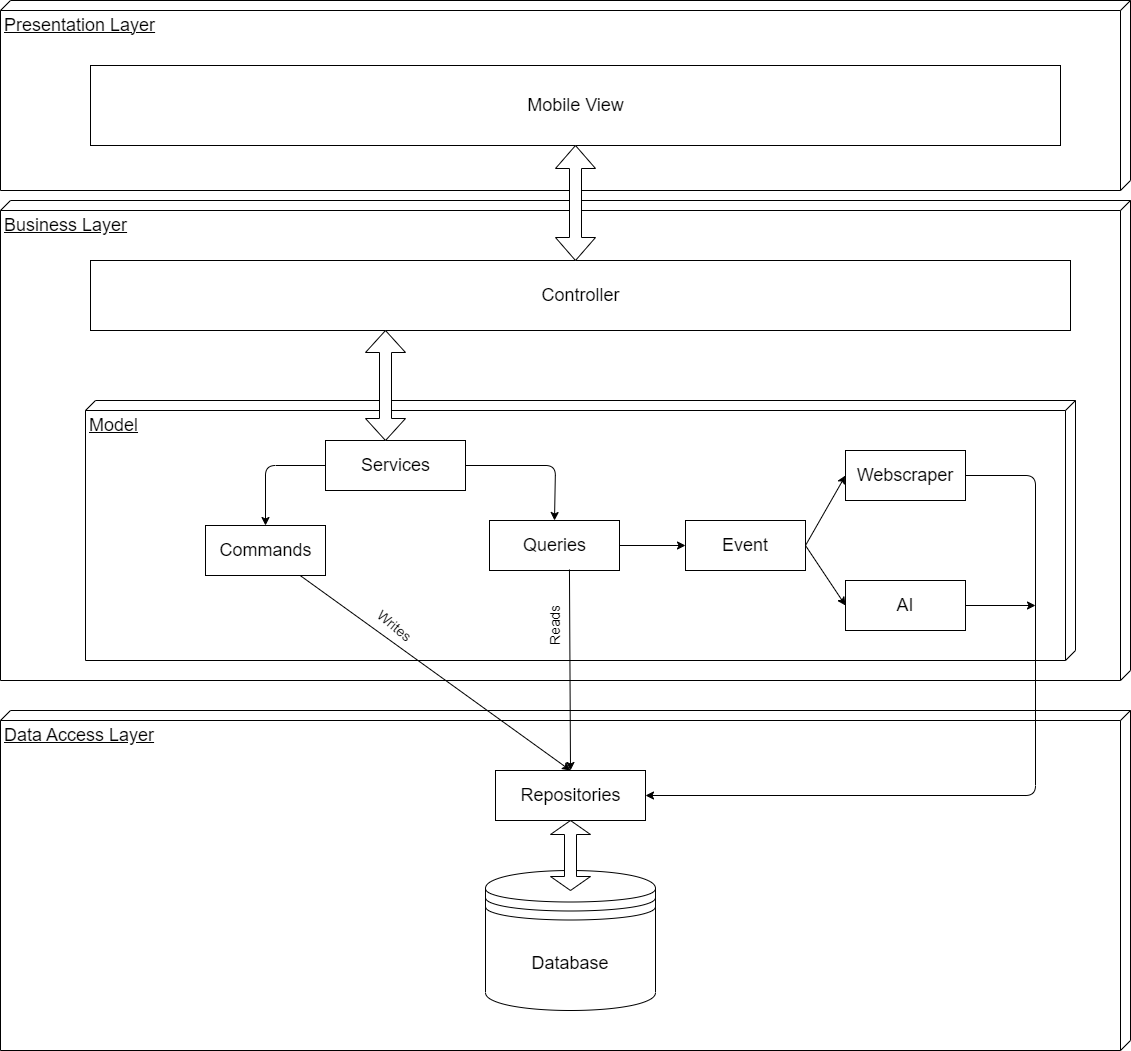 Presentation Layer
Mobile View
Business Layer
Controller
Model
Services
Webscraper
Commands
Queries
Event
AI
Writes
Reads
Data Access Layer
Repositories
Database